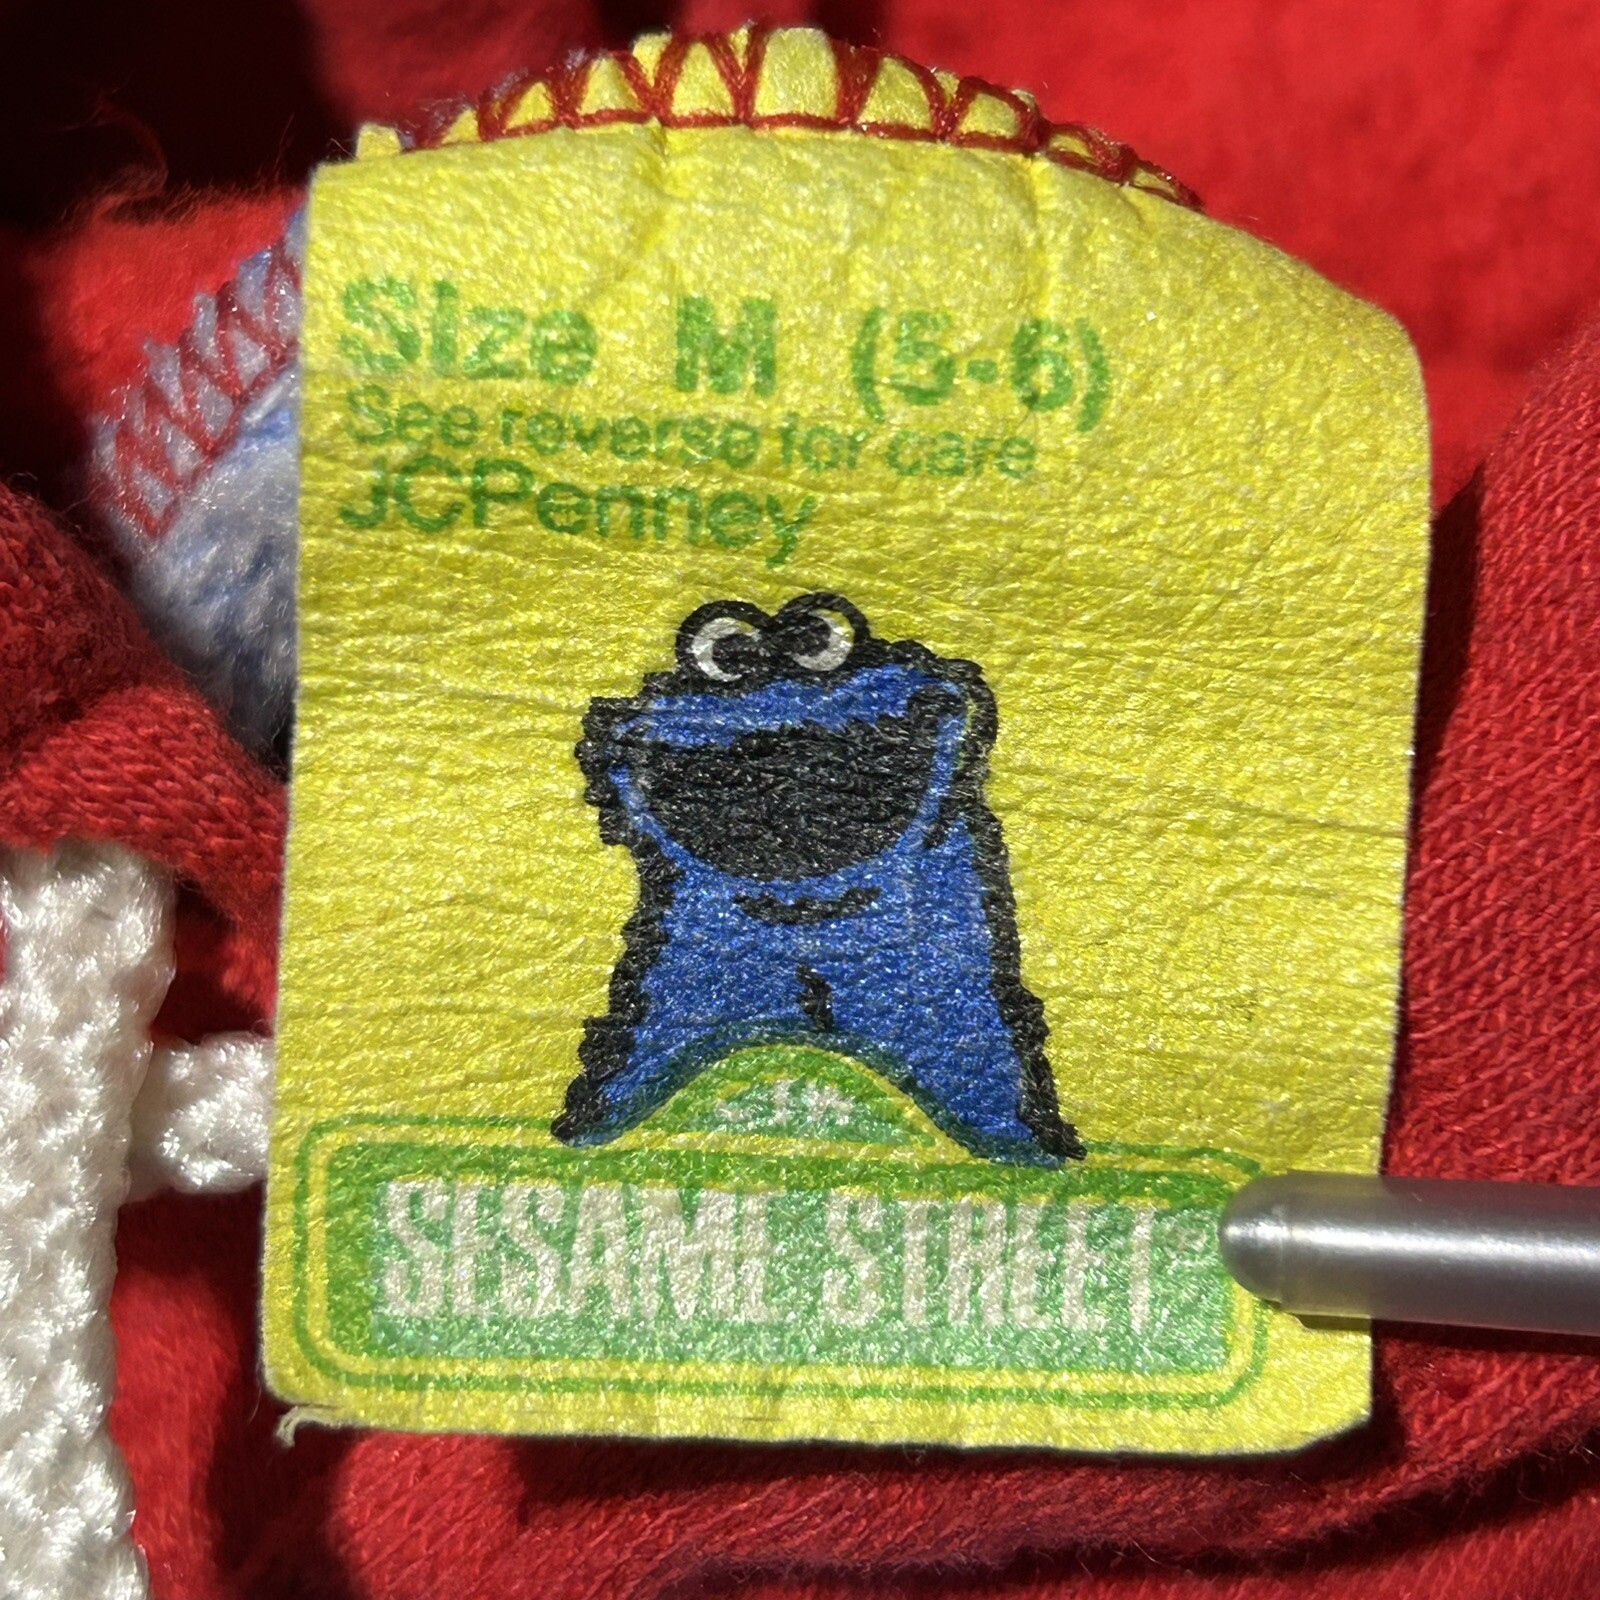 Size M (5-6)
See reverse for care
JCPenney
SESAME STREET®